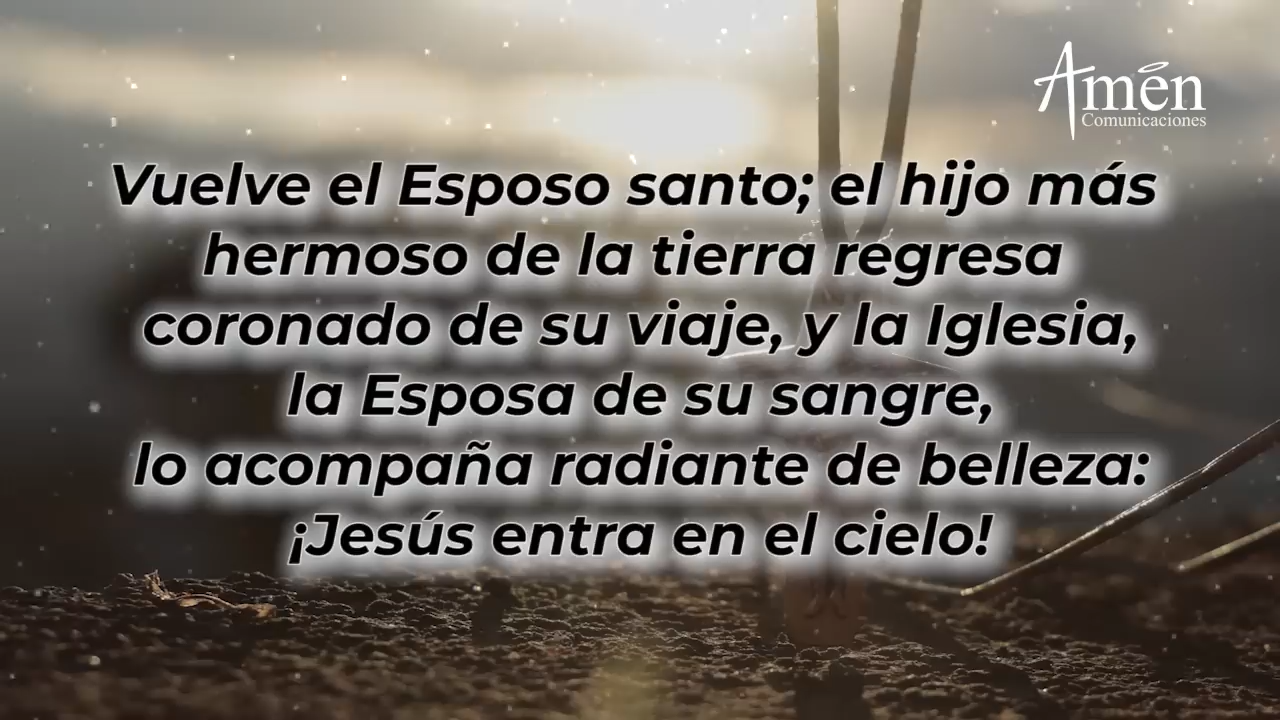 Amén
Comunicaciones
Vuelve el Esposo santo; el hijo más
hermoso de la tierra regresa
coronado de su viaje, y la Iglesia,
la Esposa de su sangre,
lo acompaña radiante de belleza:
¡Jesús entra en el cielo!